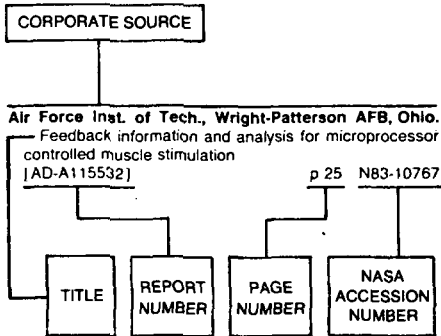 CORPORATE SOURCE
Air Force Inst. of Tech., Wright-Patterson AFB, Ohio.
Feedback information and analysis for microprocessor
controlled muscle stimulation
[AD-A115532] p 25 N83-10767
TITLE
REPORT NUMBER
PAGE NUMBER
NASA ACCESSION NUMBER